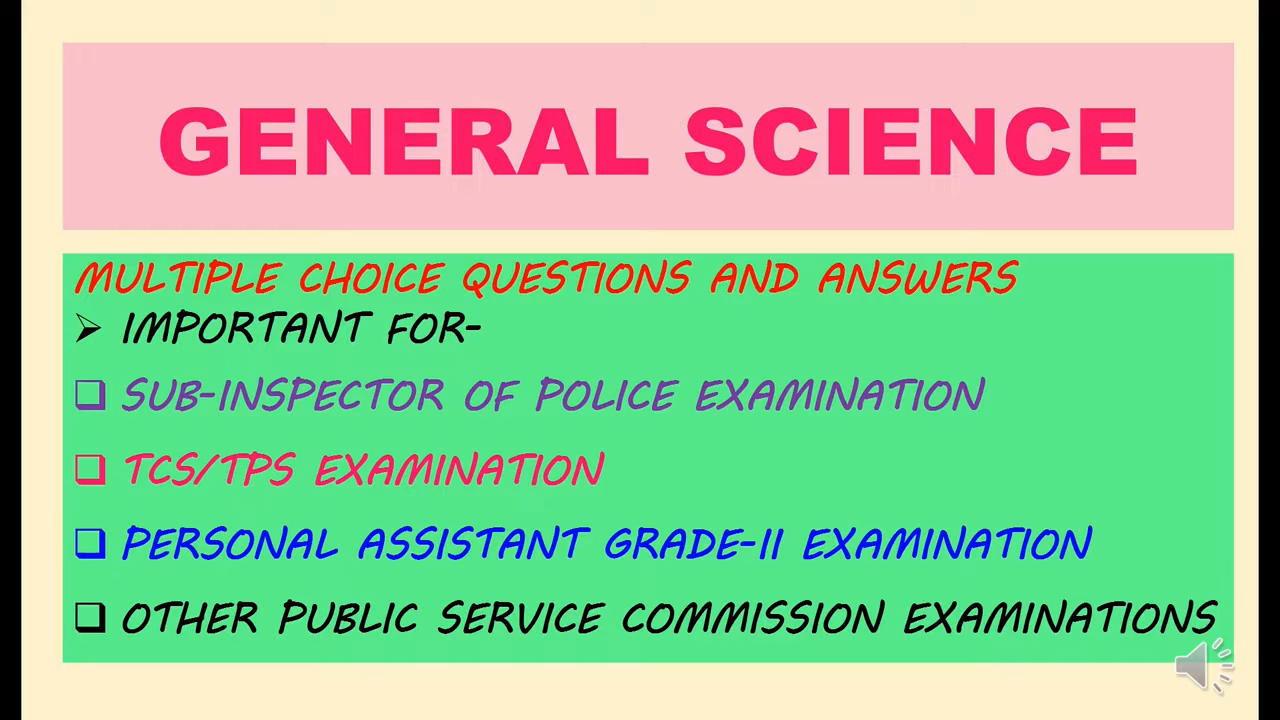 GENERAL SCIENCE
MULTIPLE CHOICE QUESTIONS AND ANSWERS
➢ IMPORTANT FOR-
❑ SUB-INSPECTOR OF POLICE EXAMINATION
❑ TCS/TPS EXAMINATION
❑ PERSONAL ASSISTANT GRADE-II EXAMINATION
❑ OTHER PUBLIC SERVICE COMMISSION EXAMINATIONS